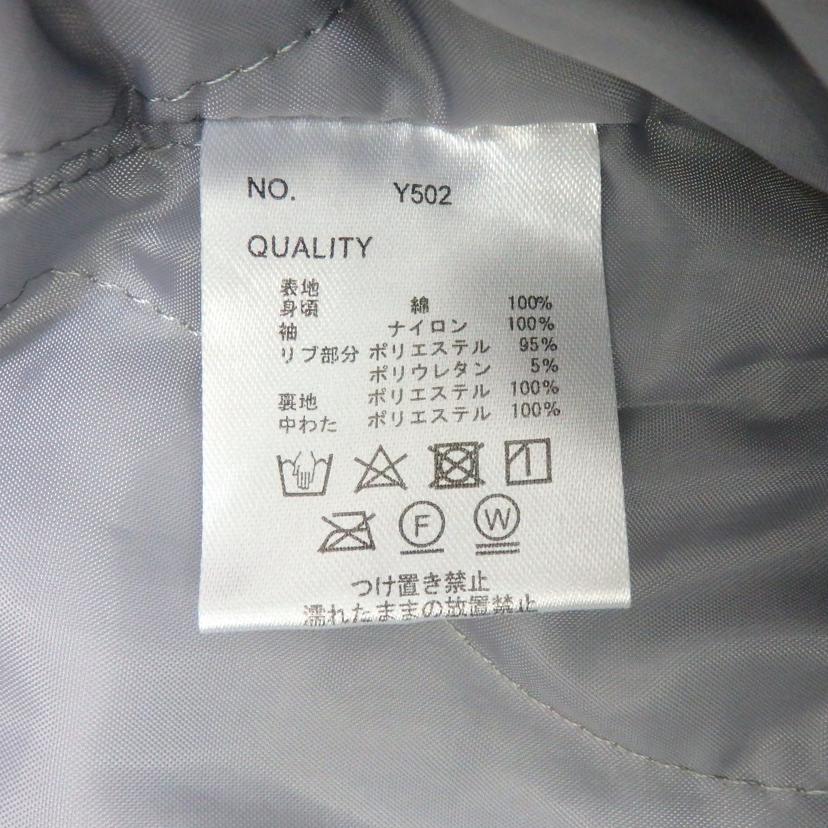 NO. Y502
QUALITY
表地
身頃 綿 100%
袖 ナイロン 100%
リブ部分 ポリエステル 95%
ポリウレタン 5%
裏地 ポリエステル 100%
中わた ポリエステル 100%
F W
つけ置き禁止
濡れたままの放置禁止